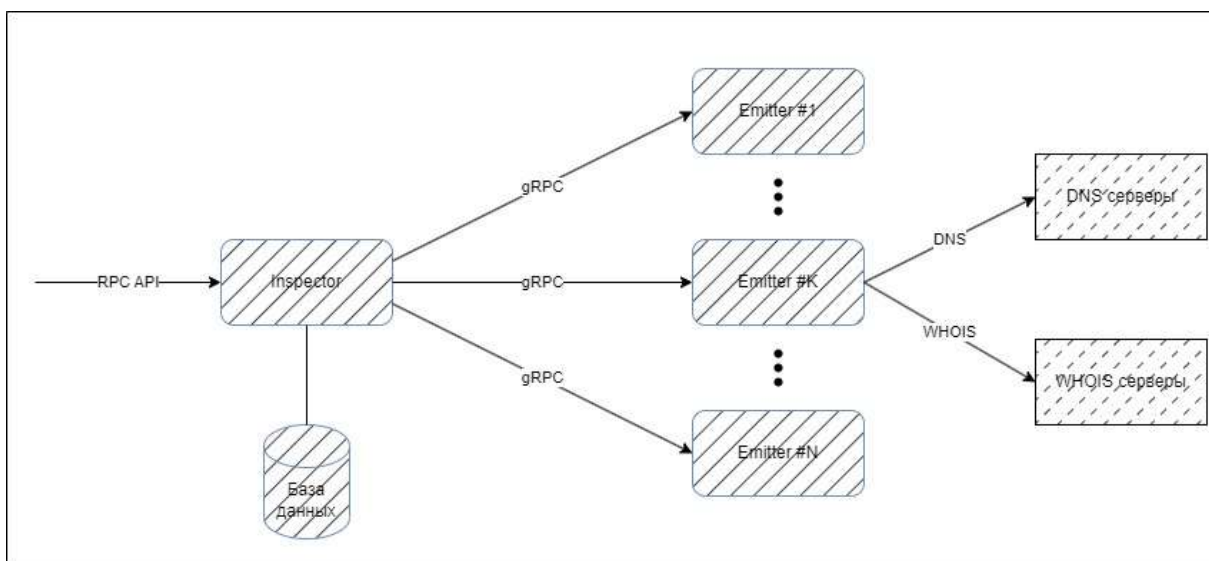 Emitter #1
gRPC
DNS серверы
DNS
RPC API
Inspector
gRPC
Emitter #K
WHOIS
gRPC
WHOIS серверы
Emitter #N
База
данных